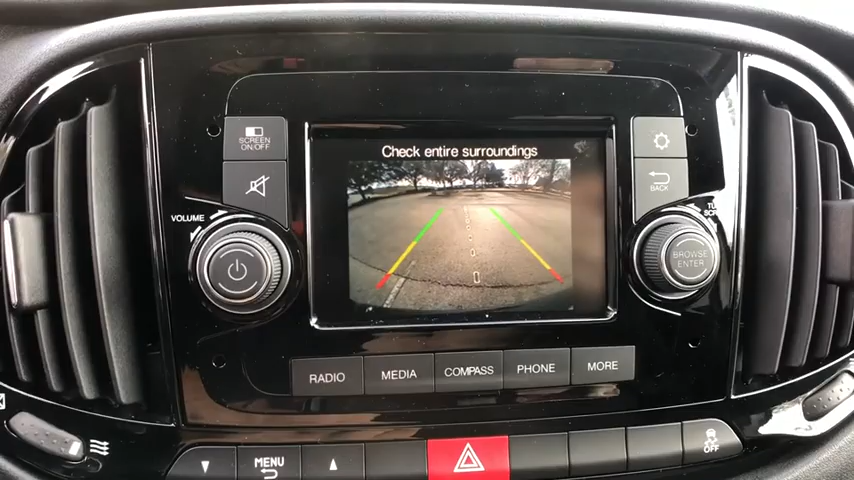 Check entire surroundings
SCREEN
ON/OFF
BACK
VOLUME
BROWSE
ENTER
RADIO
MEDIA
COMPASS
PHONE
MORE
MENU
OFF